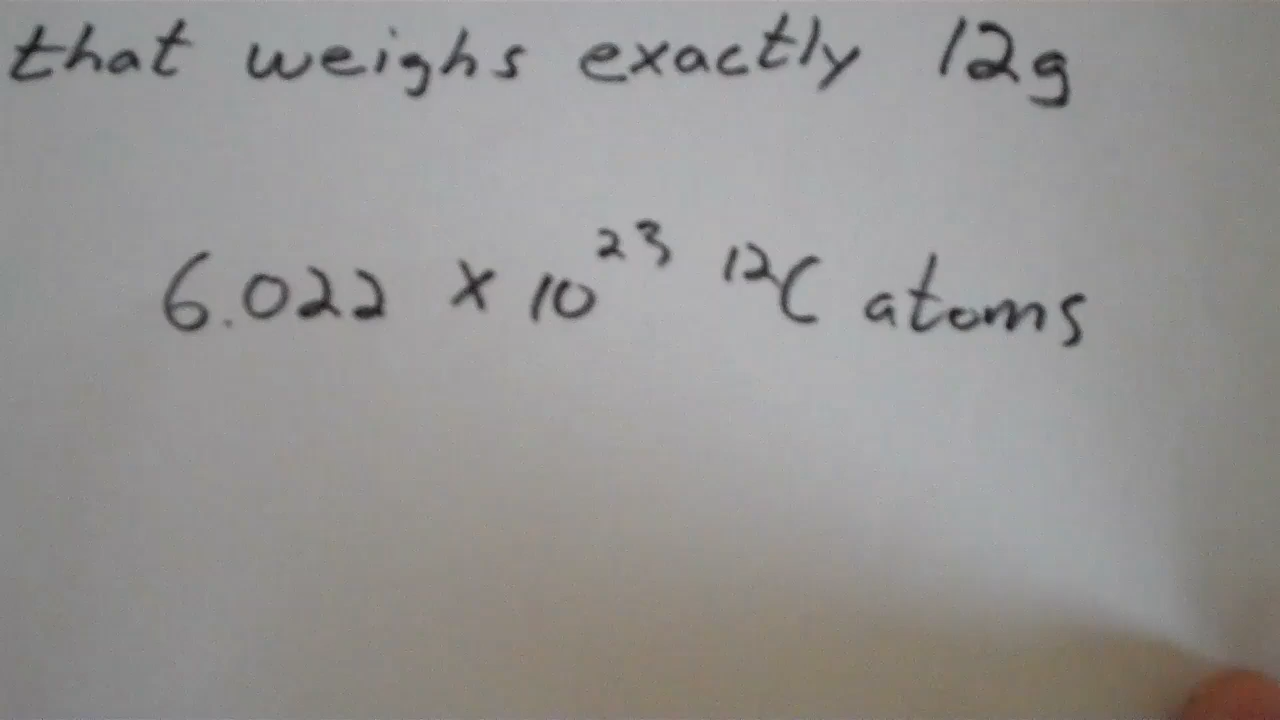 that weighs exactly 12g
6.022 x 10²³ ¹²C atoms